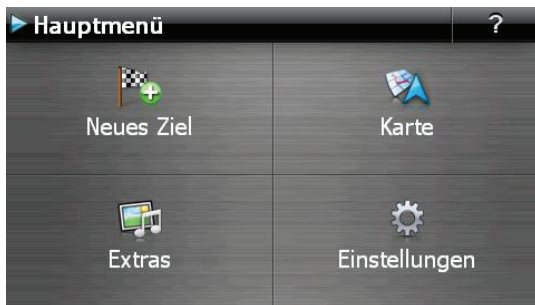 Hauptmenü
?
Neues Ziel
Karte
Extras
Einstellungen